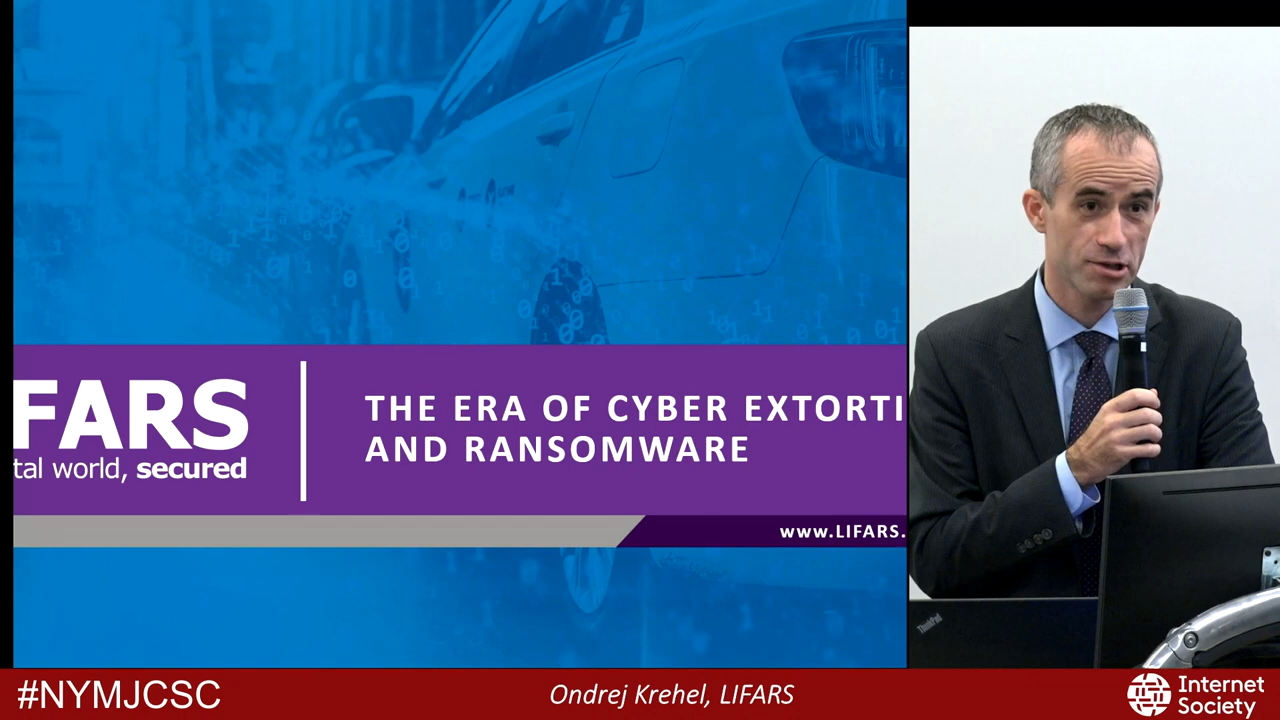 FARS
tal world, secured
THE ERA OF CYBER EXTORTI
AND RANSOMWARE
www.LIFARS.
ThinkPad
#NYMJCSC
Ondrej Krehel, LIFARS
Internet
Society